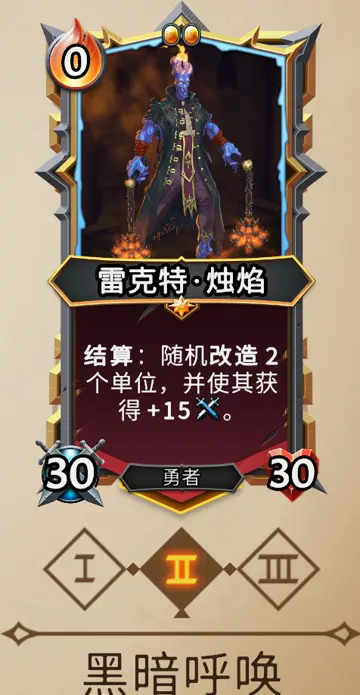 0
雷克特·烛焰
结算：随机改造 2
个单位，并使其获
得 +15 。
30
勇者
30
I
II
III
黑暗呼唤